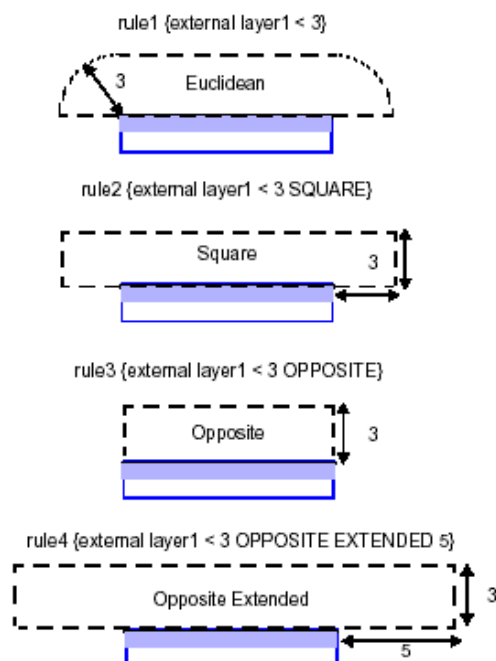 rule1 {external layer1 < 3}
3
Euclidean
rule2 {external layer1 < 3 SQUARE}
Square
3
rule3 {external layer1 < 3 OPPOSITE}
Opposite
3
rule4 {external layer1 < 3 OPPOSITE EXTENDED 5}
Opposite Extended
3
5